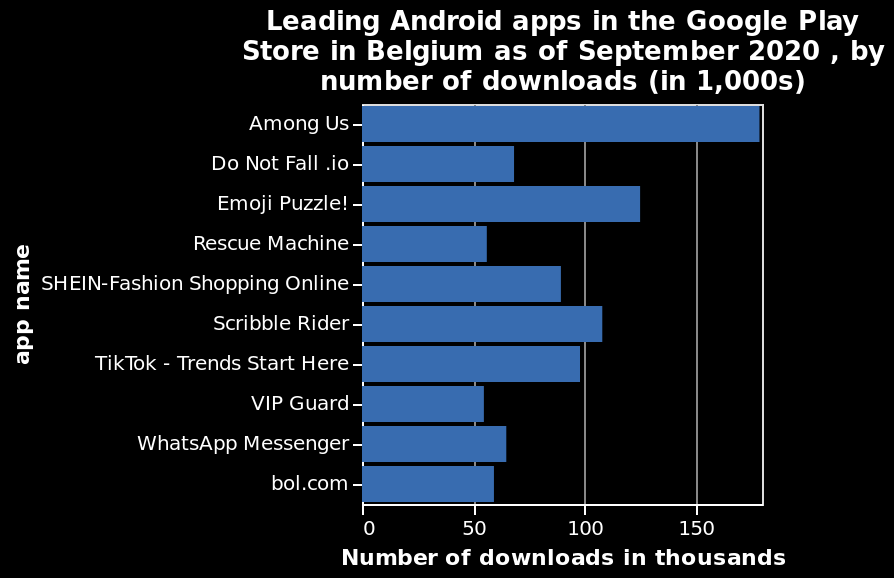 Leading Android apps in the Google Play
Store in Belgium as of September 2020 , by
number of downloads (in 1,000s)
app name
Among Us
Do Not Fall .io
Emoji Puzzle!
Rescue Machine
SHEIN-Fashion Shopping Online
Scribble Rider
TikTok - Trends Start Here
VIP Guard
WhatsApp Messenger
bol.com
0 50 100 150
Number of downloads in thousands